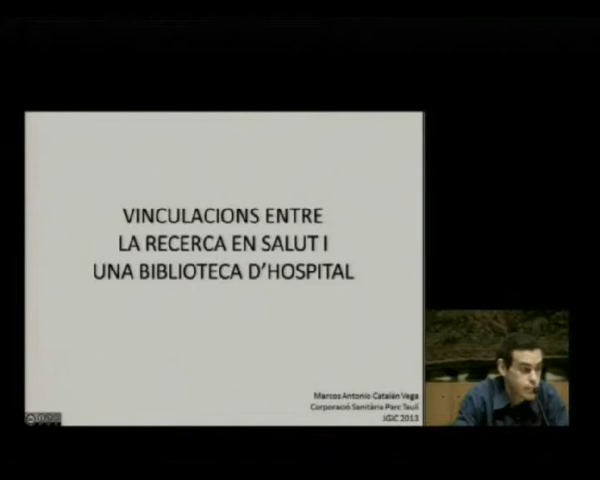 VINCULACIONS ENTRE
LA RECERCA EN SALUT I
UNA BIBLIOTECA D'HOSPITAL
Marcos Antonio Catalán Vega
Corporació Sanitària Parc Taulí
JGIC 2013